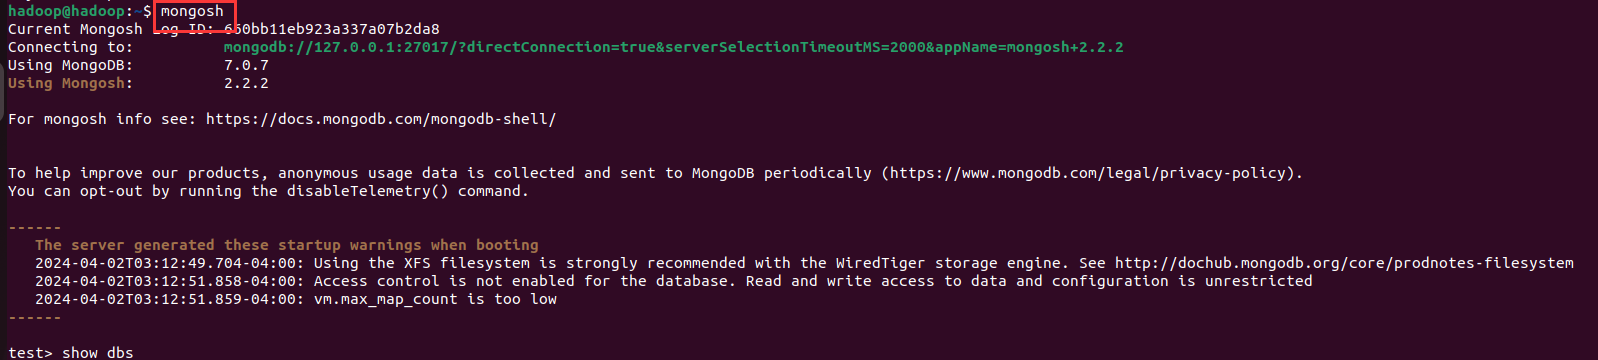 hadoop@hadoop:~$ mongosh
Current Mongosh Log ID: 660bb11eb923a337a07b2da8
Connecting to: mongodb://127.0.0.1:27017/?directConnection=true&serverSelectionTimeoutMS=2000&appName=mongosh+2.2.2
Using MongoDB: 7.0.7
Using Mongosh: 2.2.2
For mongosh info see: https://docs.mongodb.com/mongodb-shell/
To help improve our products, anonymous usage data is collected and sent to MongoDB periodically (https://www.mongodb.com/legal/privacy-policy).
You can opt-out by running the disableTelemetry() command.
------
The server generated these startup warnings when booting
2024-04-02T03:12:49.704-04:00: Using the XFS filesystem is strongly recommended with the WiredTiger storage engine. See http://dochub.mongodb.org/core/prodnotes-filesystem
2024-04-02T03:12:51.858-04:00: Access control is not enabled for the database. Read and write access to data and configuration is unrestricted
2024-04-02T03:12:51.859-04:00: vm.max_map_count is too low
------
test> show dbs